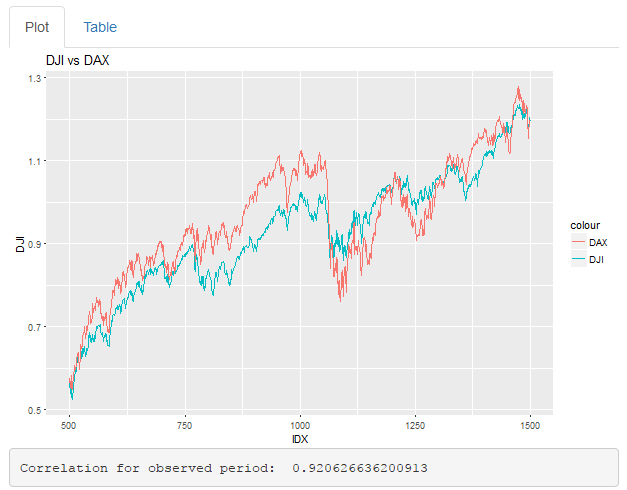 Plot Table
DJI vs DAX
1.3
1.1
0.9
0.7
0.5
DJI
500 750 1000 1250 1500
IDX
colour
DAX
DJI
Correlation for observed period: 0.920626636200913